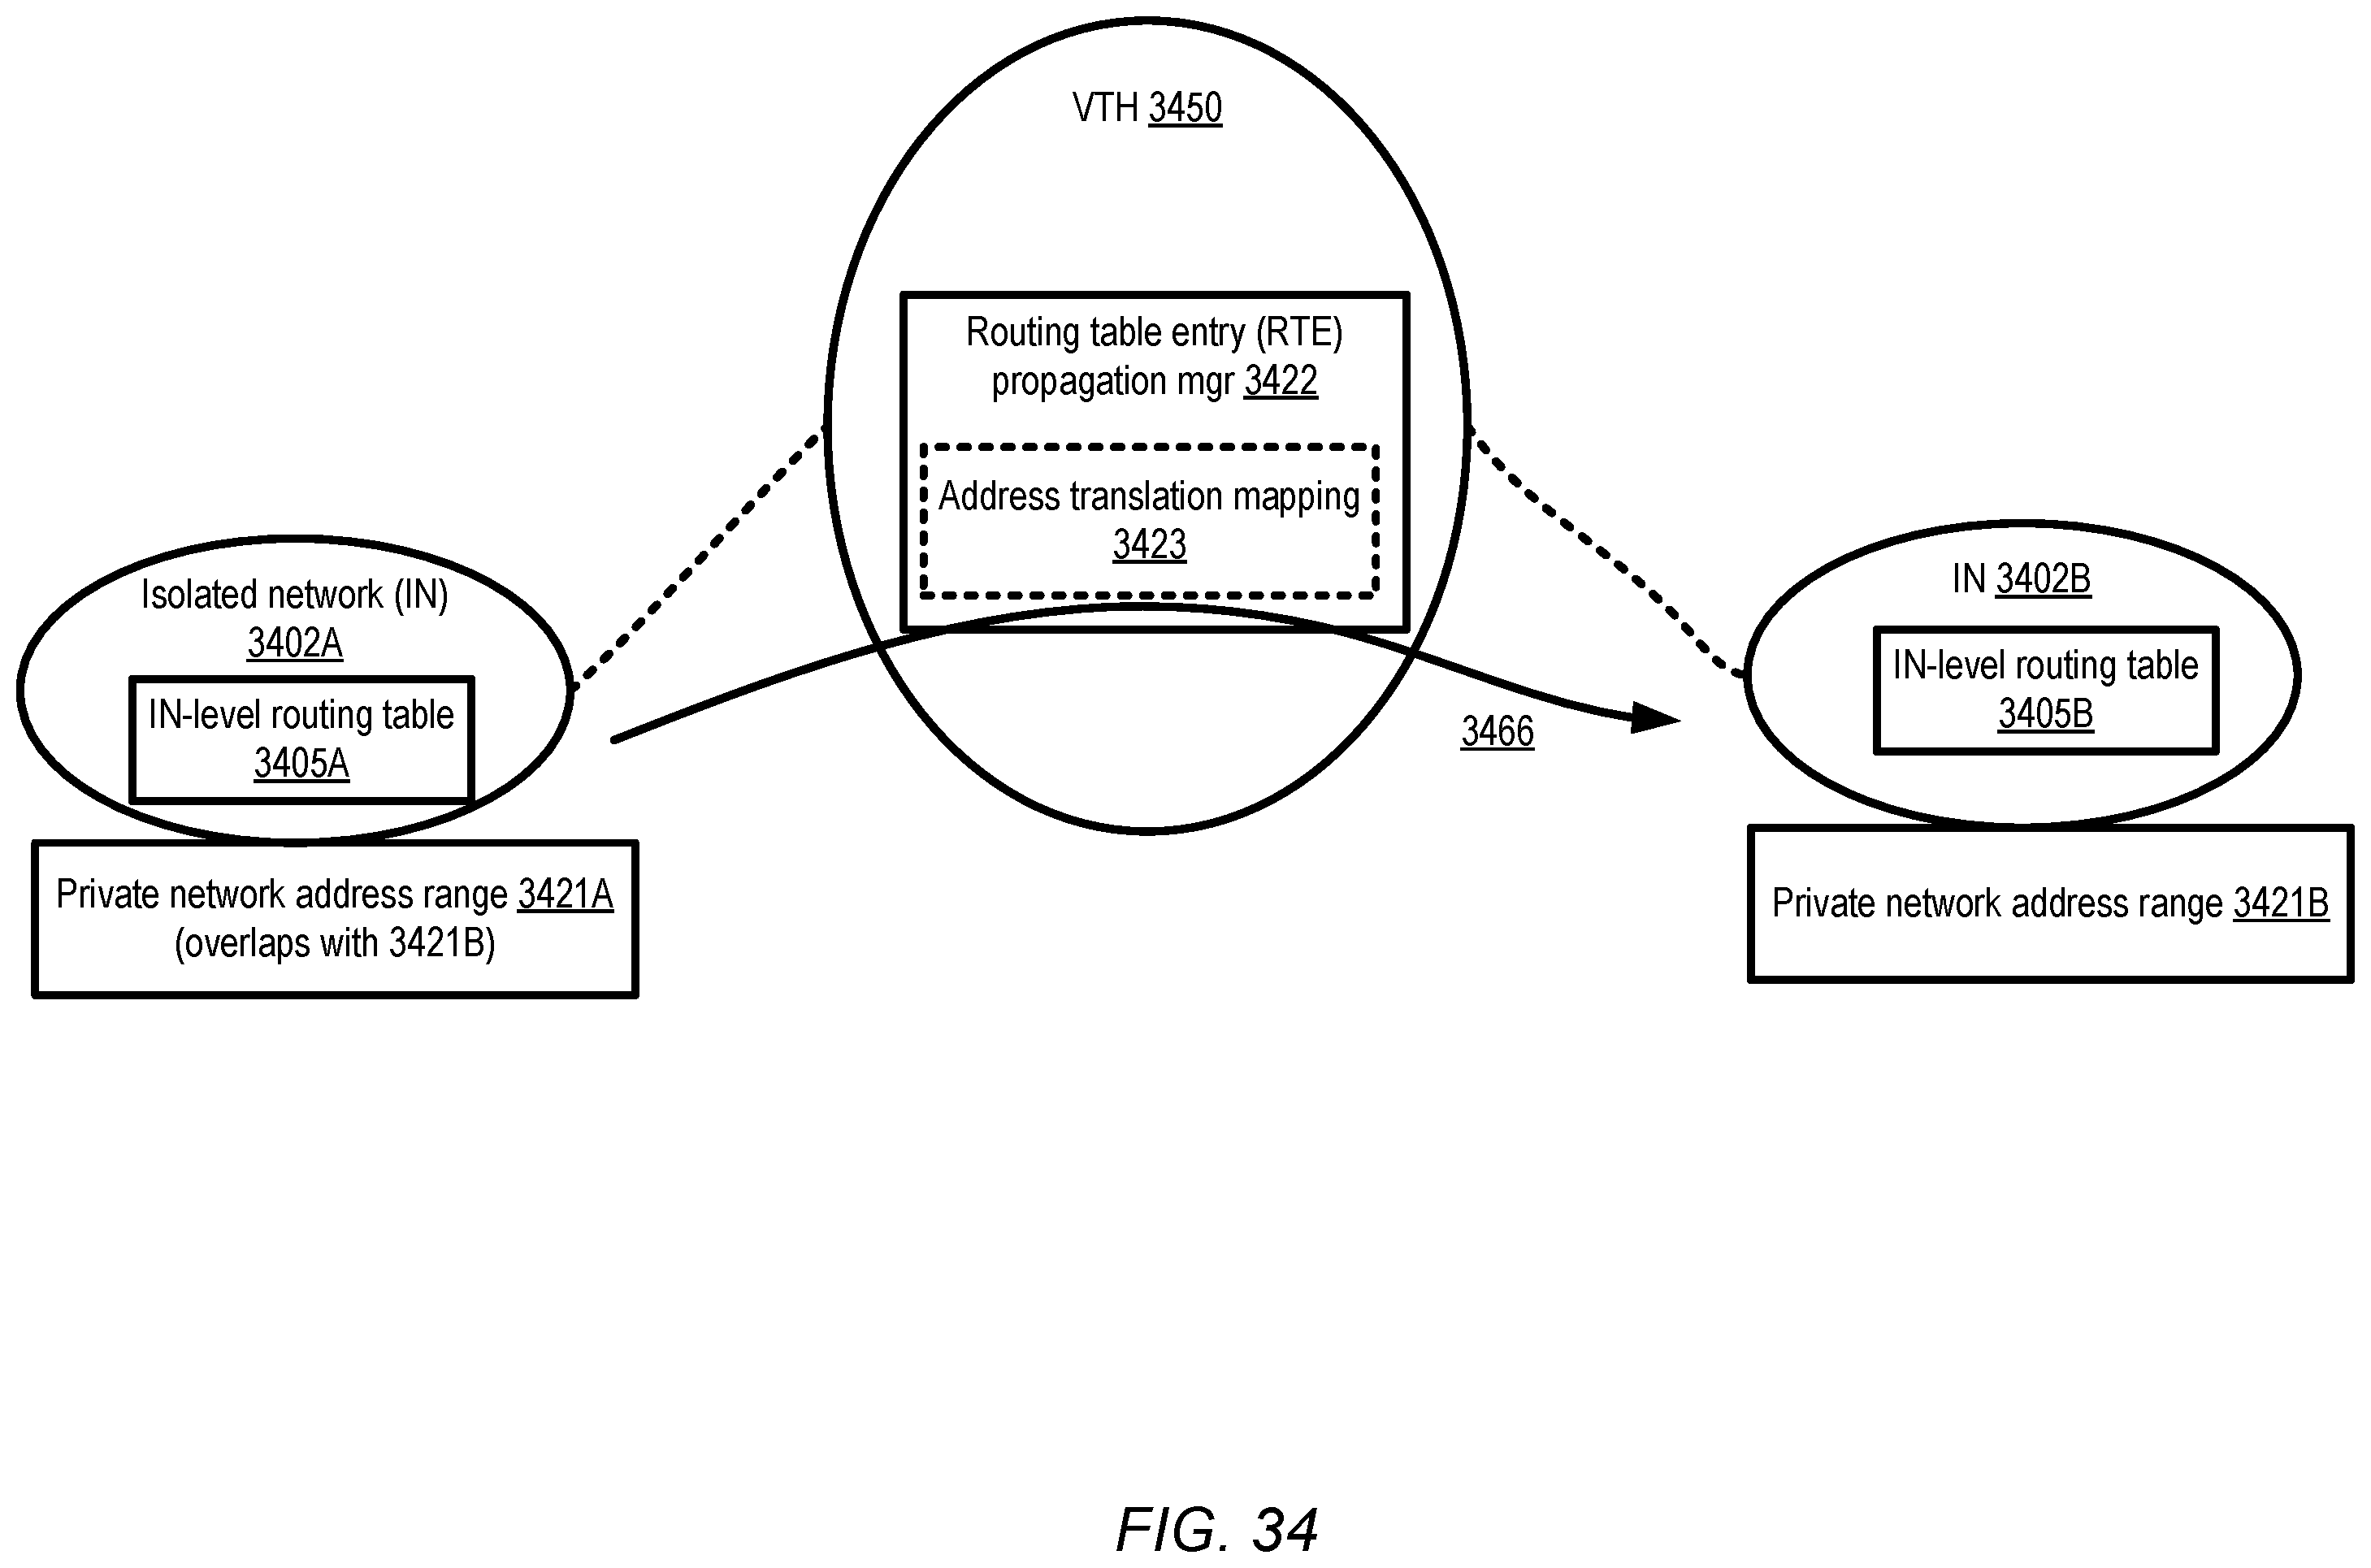 VTH 3450
Routing table entry (RTE)
propagation mgr 3422
Address translation mapping
3423
Isolated network (IN)
3402A
IN-level routing table
3405A
Private network address range 3421A
(overlaps with 3421B)
3466
IN 3402B
IN-level routing table
3405B
Private network address range 3421B
FIG. 34